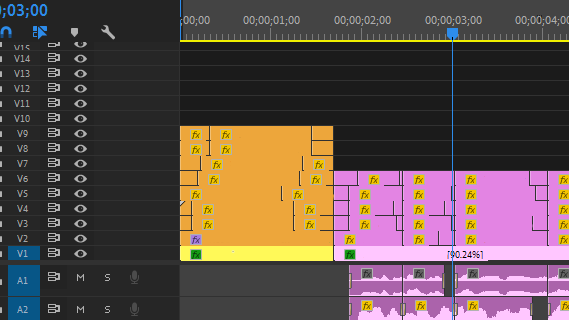 ;03;00
;00;00 00;00;01;00 00;00;02;00 00;00;03;00 00;00;04;00
V15
V14
V13
V12
V11
V10
V9 fx fx
V8 fx fx
V7 fx fx
V6 fx fx fx fx fx fx
V5 fx fx fx fx fx fx
V4 fx fx fx fx fx fx
V3 fx fx fx fx fx fx
V2 fx fx fx fx fx
V1 fx fx [90.24%]
A1 M S fx fx fx fx
A2 M S fx fx fx fx